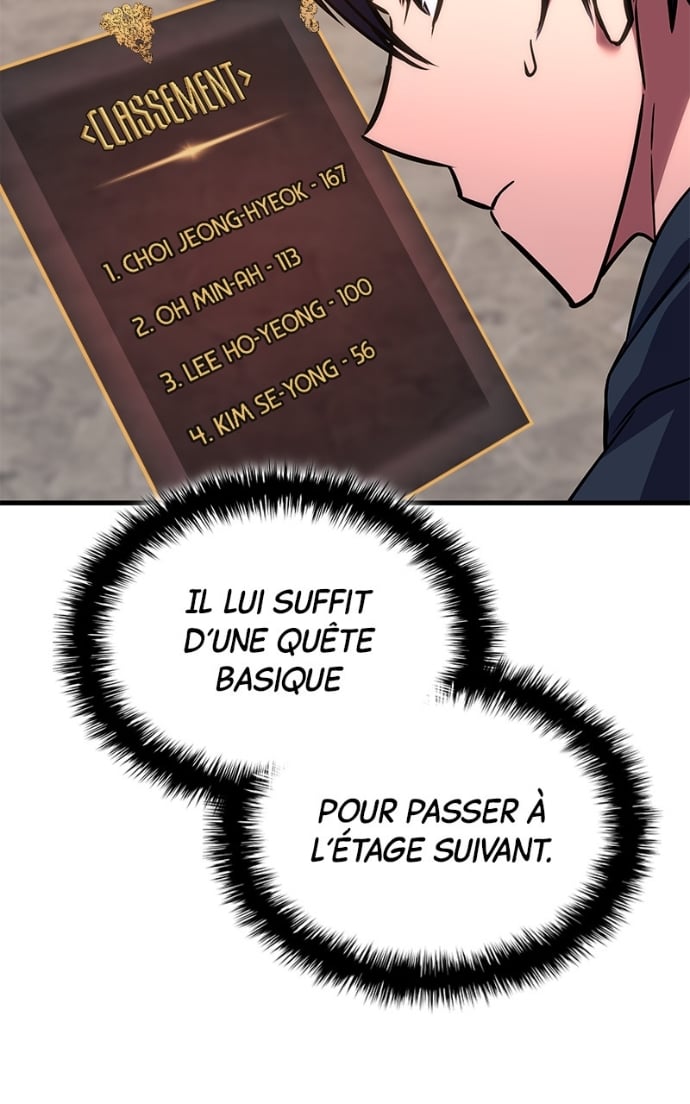 <CLASSEMENT>
1. CHOI JEONG-HYEOK - 167
2. OH MIN-AH - 113
3. LEE HO-YEONG - 100
4. KIM SE-YONG - 56
IL LUI SUFFIT
D'UNE QUÊTE
BASIQUE
POUR PASSER À
L'ÉTAGE SUIVANT.